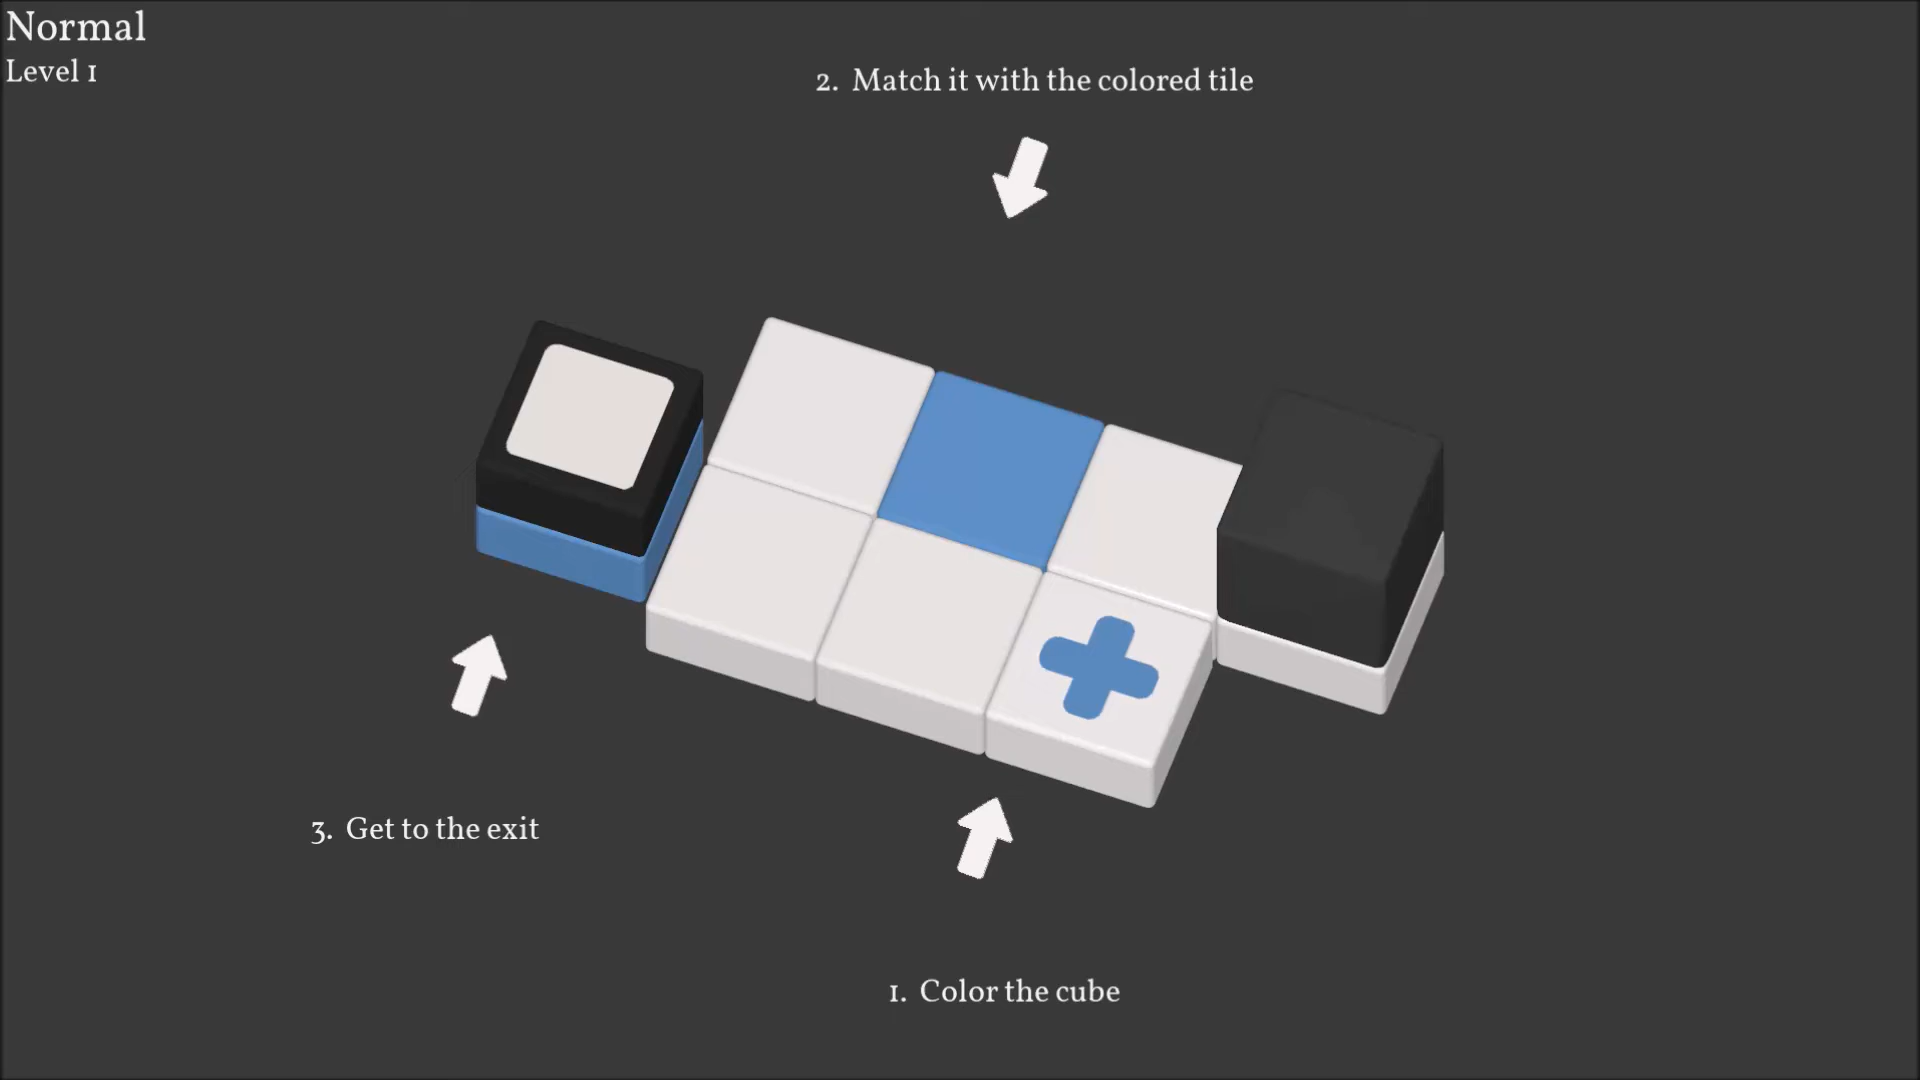 Normal
Level 1
2. Match it with the colored tile
3. Get to the exit
1. Color the cube